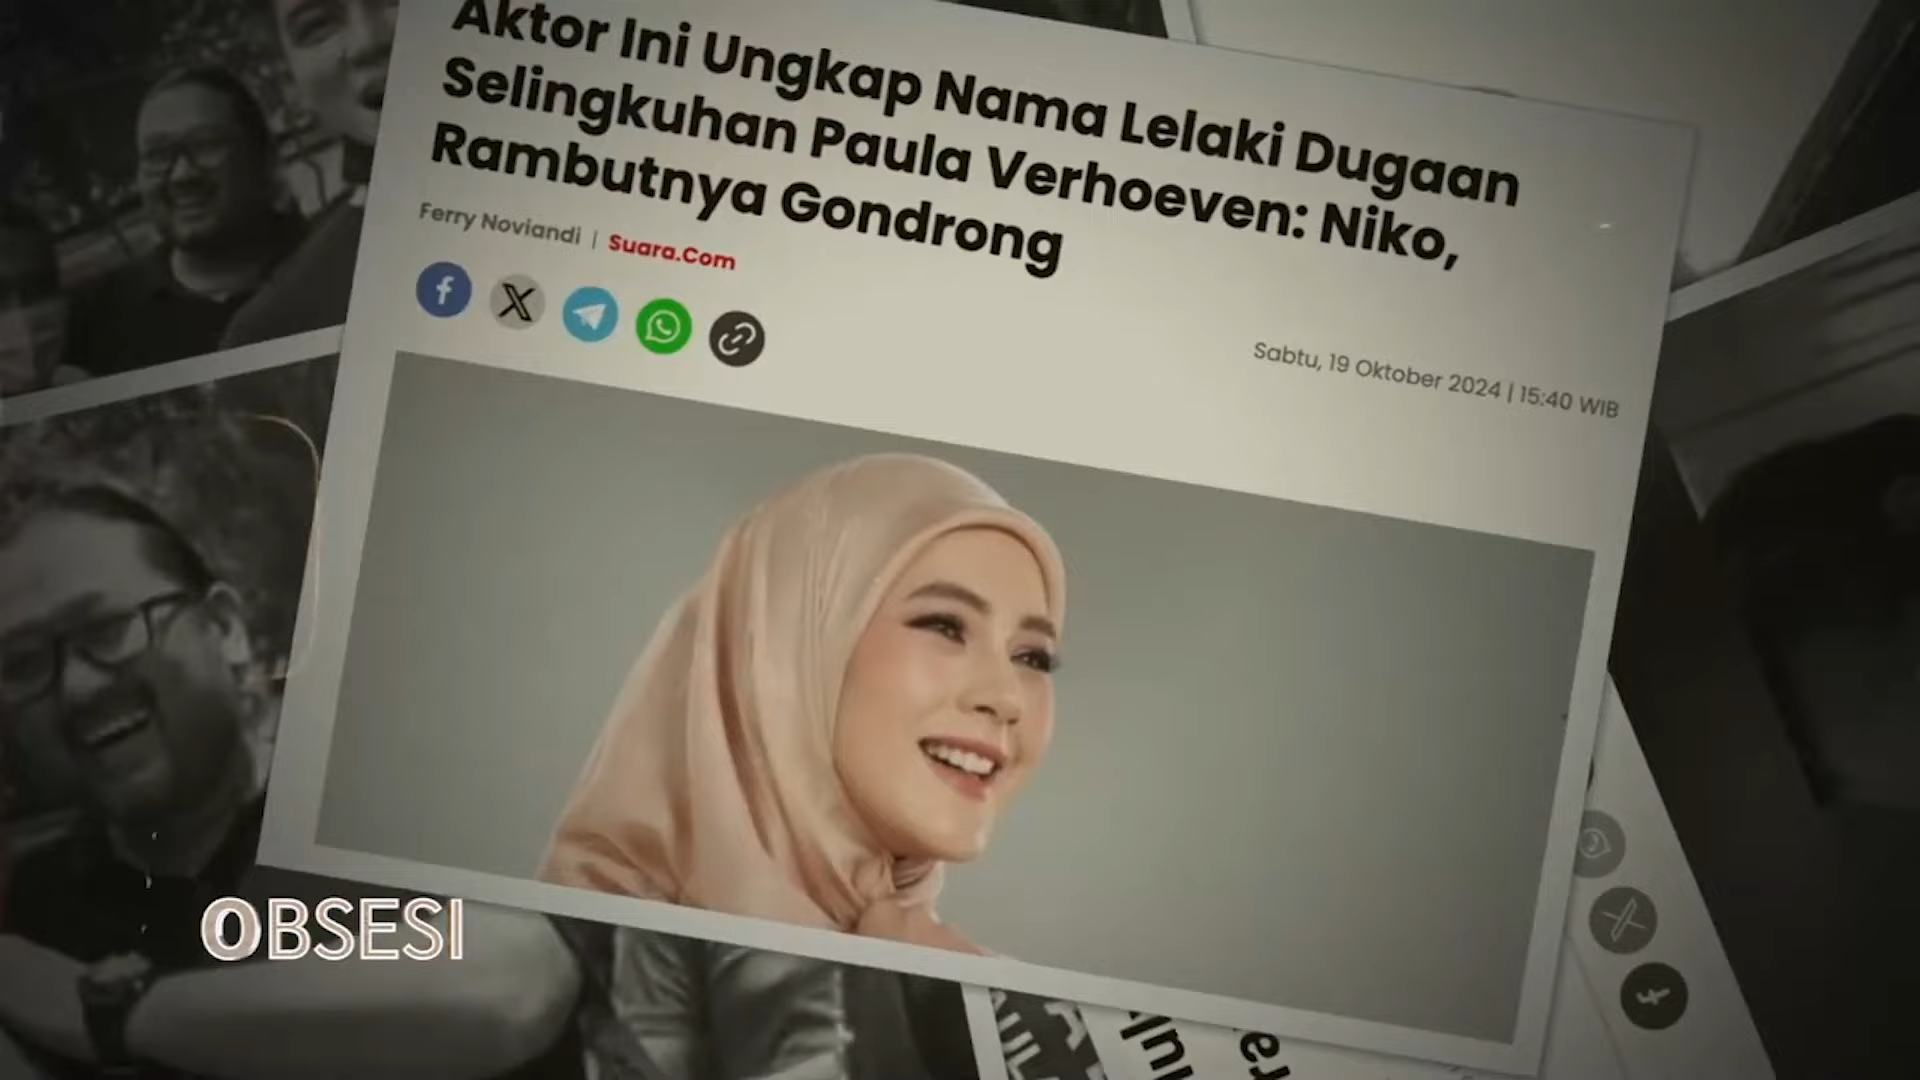 Aktor Ini Ungkap Nama Lelaki Dugaan
Selingkuhan Paula Verhoeven: Niko,
Rambutnya Gondrong
Ferry Noviandi | Suara.Com
Sabtu, 19 Oktober 2024 | 15:40 WIB
OBSESI